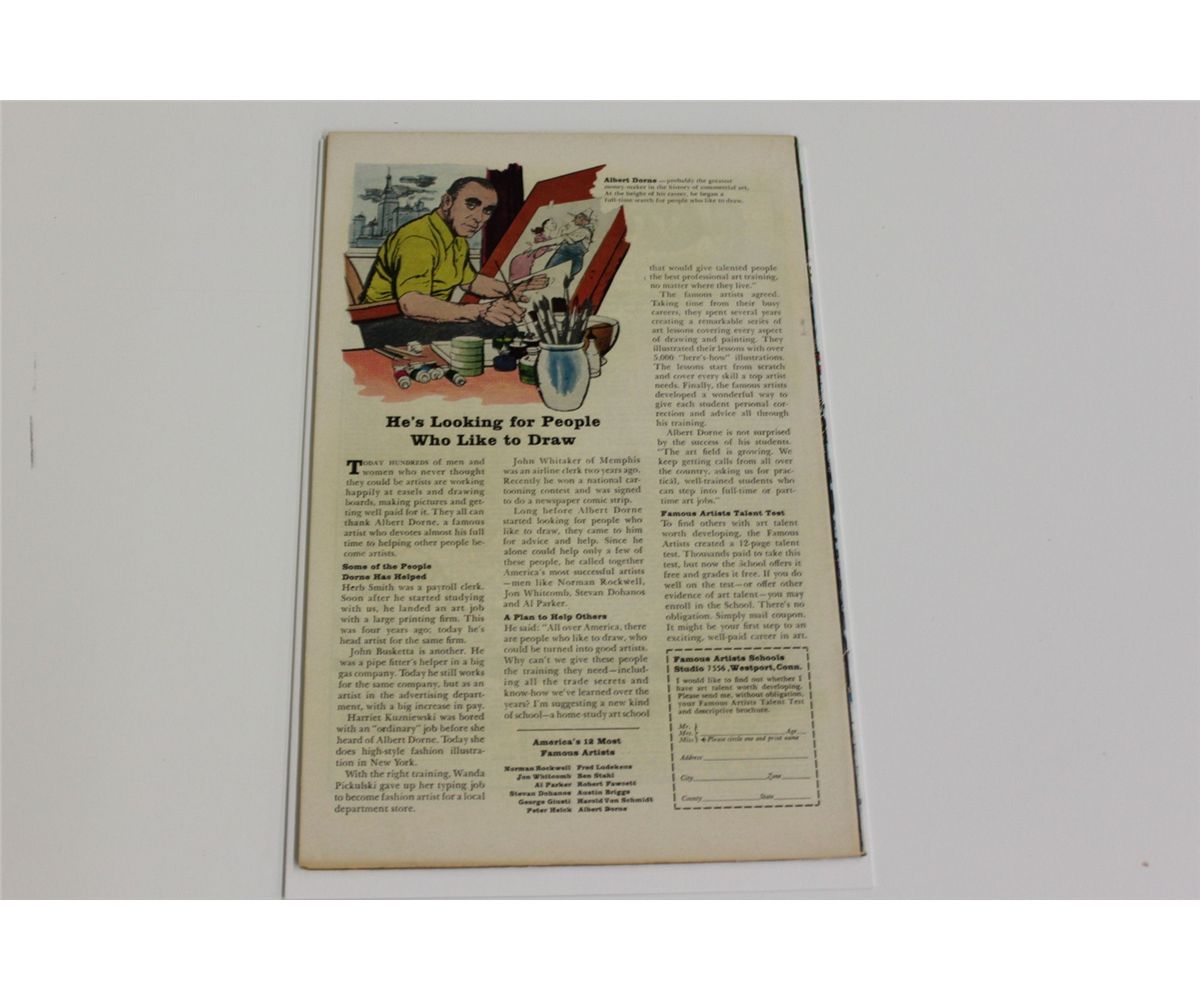 Albert Dorne — probably the greatest
money-maker in the history of commercial art.
At the height of his career, he began a
full-time search for people who like to draw.
He's Looking for People
Who Like to Draw
TODAY HUNDREDS of men and
women who never thought
they could be artists are working
happily at easels and drawing
boards, making pictures and get-
ting well paid for it. They all can
thank Albert Dorne, a famous
artist who devotes almost his full
time to helping other people be-
come artists.
Some of the People
Dorne Has Helped
Herb Smith was a payroll clerk.
Soon after he started studying
with us, he landed an art job
with a large printing firm. This
was four years ago; today he's
head artist for the same firm.
John Busketta is another. He
was a pipe fitter's helper in a big
gas company. Today he still works
for the same company, but as an
artist in the advertising depart-
ment, with a big increase in pay.
Harriet Kuzniewski was bored
with an "ordinary" job before she
heard of Albert Dorne. Today she
does high-style fashion illustra-
tion in New York.
With the right training, Wanda
Pickulski gave up her typing job
to become fashion artist for a local
department store.
John Whitaker of Memphis
was an airline clerk two years ago.
Recently he won a national car-
tooning contest and was signed
to do a newspaper comic strip.
Long before Albert Dorne
started looking for people who
like to draw, they came to him
for advice and help. Since he
alone could help only a few of
these people, he called together
America's most successful artists
—men like Norman Rockwell,
Jon Whitcomb, Stevan Dohanos
and Al Parker.
A Plan to Help Others
He said: "All over America, there
are people who like to draw, who
could be turned into good artists.
Why can't we give these people
the training they need—includ-
ing all the trade secrets and
know-how we've learned over the
years? I'm suggesting a new kind
of school—a home-study art school
that would give talented people
the best professional art training,
no matter where they live."
The famous artists agreed.
Taking time from their busy
careers, they spent several years
creating a remarkable series of
art lessons covering every aspect
of drawing and painting. They
illustrated their lessons with over
5,000 "here's-how" illustrations.
The lessons start from scratch
and cover every skill a top artist
needs. Finally, the famous artists
developed a wonderful way to
give each student personal cor-
rection and advice all through
his training.
Albert Dorne is not surprised
by the success of his students.
"The art field is growing. We
keep getting calls from all over
the country, asking us for prac-
tical, well-trained students who
can step into full-time or part-
time art jobs."
Famous Artists Talent Test
To find others with art talent
worth developing, the Famous
Artists created a 12-page talent
test. Thousands paid to take this
test, but now the School offers it
free and grades it free. If you do
well on the test—or offer other
evidence of art talent—you may
enroll in the School. There's no
obligation. Simply mail coupon.
It might be your first step to an
exciting, well-paid career in art.
America's 12 Most
Famous Artists
Norman Rockwell Fred Ludekens
Jon Whitcomb Ben Stahl
Al Parker Robert Fawcett
Stevan Dohanos Austin Briggs
George Giusti Harold Von Schmidt
Peter Helck Albert Dorne
Famous Artists Schools
Studio 7556, Westport, Conn.
I would like to find out whether I
have art talent worth developing.
Please send me, without obligation,
your Famous Artists Talent Test
and descriptive brochure.
Mr.
Mrs. Age
Miss Please circle one and print name
Address
City Zone
County State